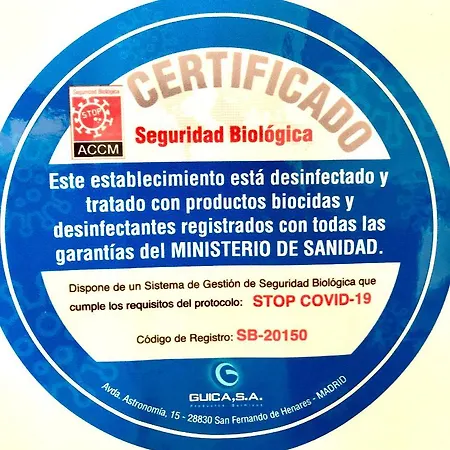 CERTIFICADO
Seguridad Biológica
STOP
ACCM
Seguridad Biológica
Este establecimiento está desinfectado y
tratado con productos biocidas y
desinfectantes registrados con todas las
garantías del MINISTERIO DE SANIDAD.
Dispone de un Sistema de Gestión de Seguridad Biológica que
cumple los requisitos del protocolo: STOP COVID-19
Código de Registro: SB-20150
GUICA,S.A.
Productos Químicos
Avda. Astronomía, 15 - 28830 San Fernando de Henares - MADRID